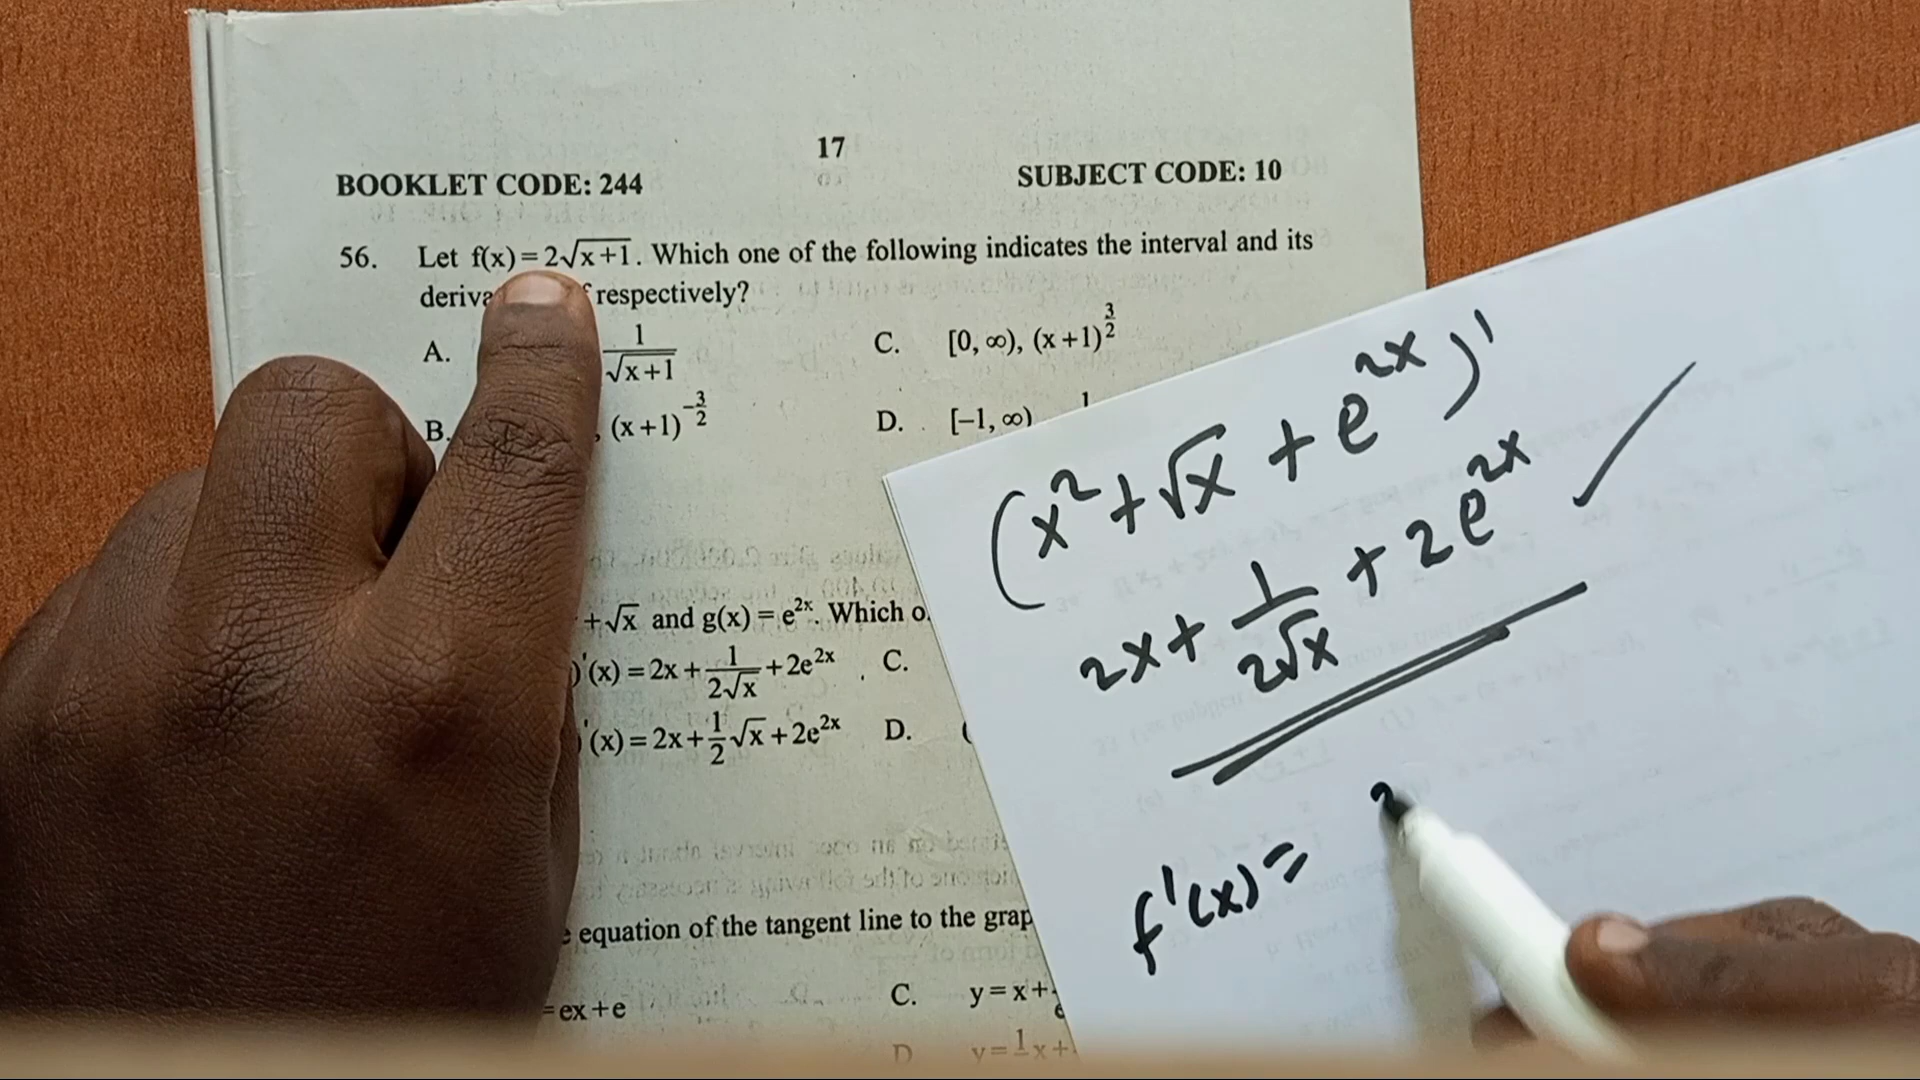 17
BOOKLET CODE: 244 SUBJECT CODE: 10
56. Let f(x)=2√x+1. Which one of the following indicates the interval and its
respectively?
A. 1/√x+1 C. [0, ∞), (x+1)^3/2
B. , (x+1)^-3/2 D. [-1, ∞) 1
+√x and g(x) = e^2x. Which
)'(x) = 2x+1/2√x+2e^2x C.
)'(x) = 2x+1/2√x+2e^2x D.
equation of the tangent line to the
=ex+e C. y=x+
D y=1x+
(x²+√x+e^2x)'
2x+1/2√x+2e^2x ✓
f'(x)=